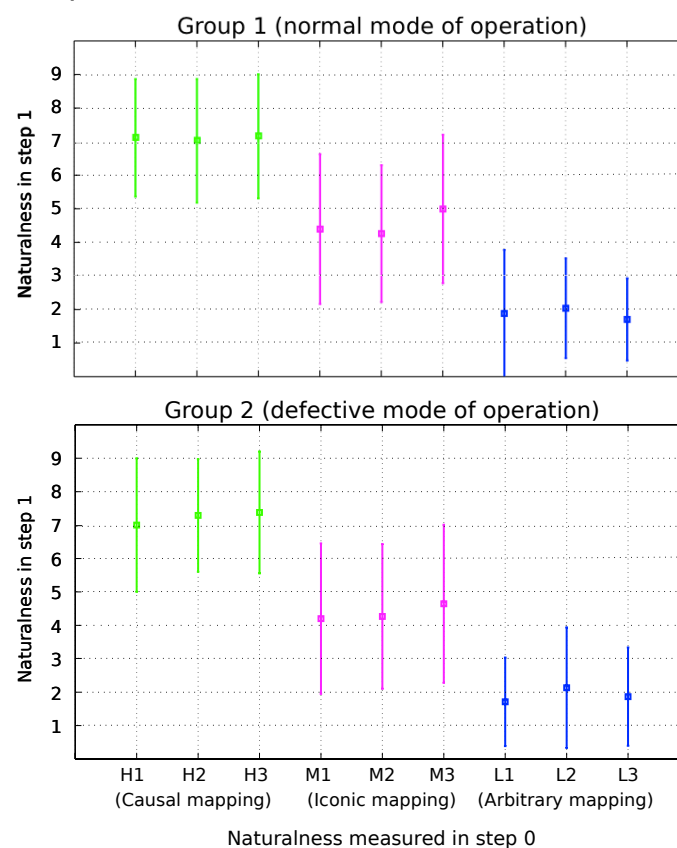 Group 1 (normal mode of operation)
Naturalness in step 1
9
8
7
6
5
4
3
2
1
Group 2 (defective mode of operation)
Naturalness in step 1
9
8
7
6
5
4
3
2
1
H1 H2 H3 M1 M2 M3 L1 L2 L3
(Causal mapping) (Iconic mapping) (Arbitrary mapping)
Naturalness measured in step 0